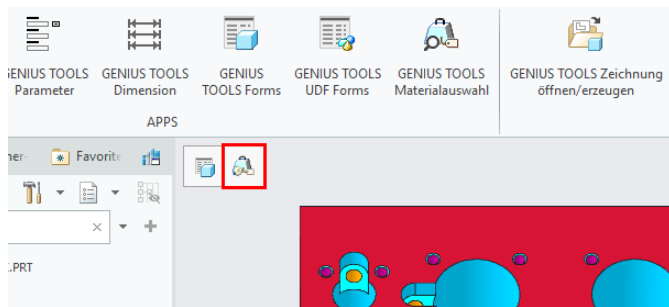 GENIUS TOOLS GENIUS TOOLS GENIUS GENIUS TOOLS GENIUS TOOLS GENIUS TOOLS Zeichnung
Parameter Dimension TOOLS Forms UDF Forms Materialauswahl öffnen/erzeugen
APPS
ner- Favorite
.PRT